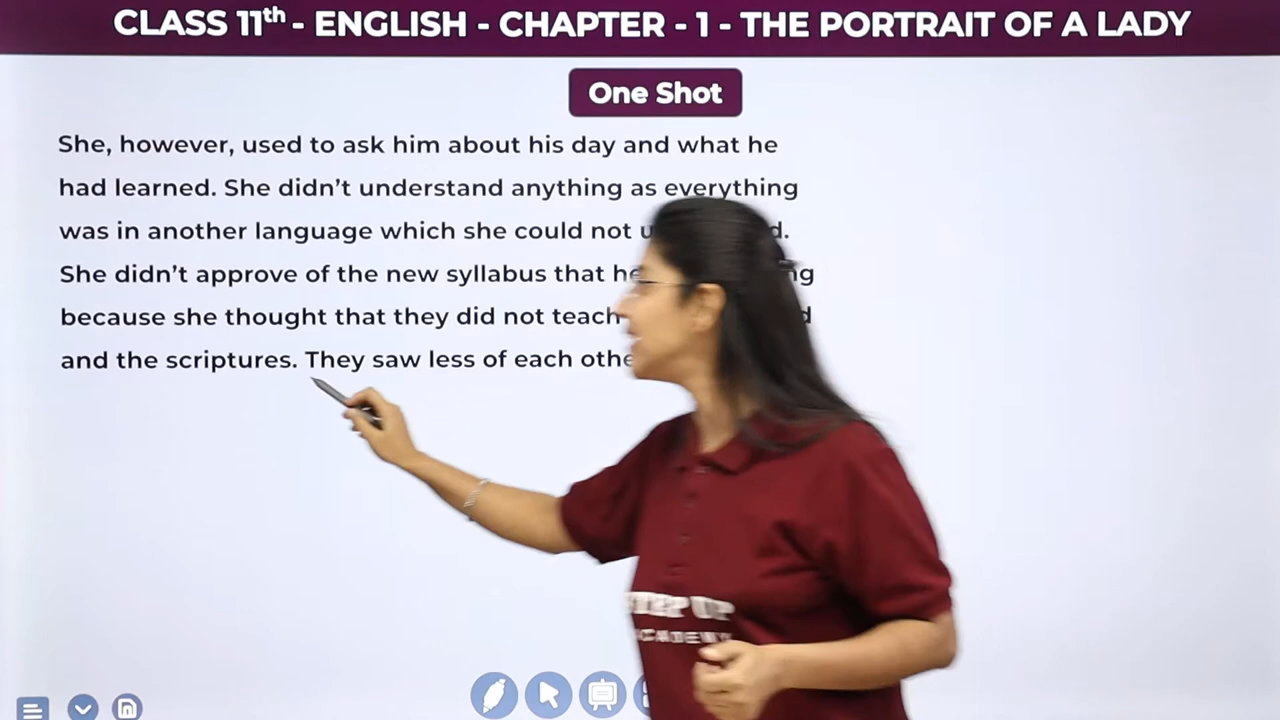 CLASS 11th - ENGLISH - CHAPTER - 1 - THE PORTRAIT OF A LADY
One Shot
She, however, used to ask him about his day and what he
had learned. She didn't understand anything as everything
was in another language which she could not
She didn't approve of the new syllabus that
because she thought that they did not teach
and the scriptures. They saw less of each
STEP UP
ACADEMY